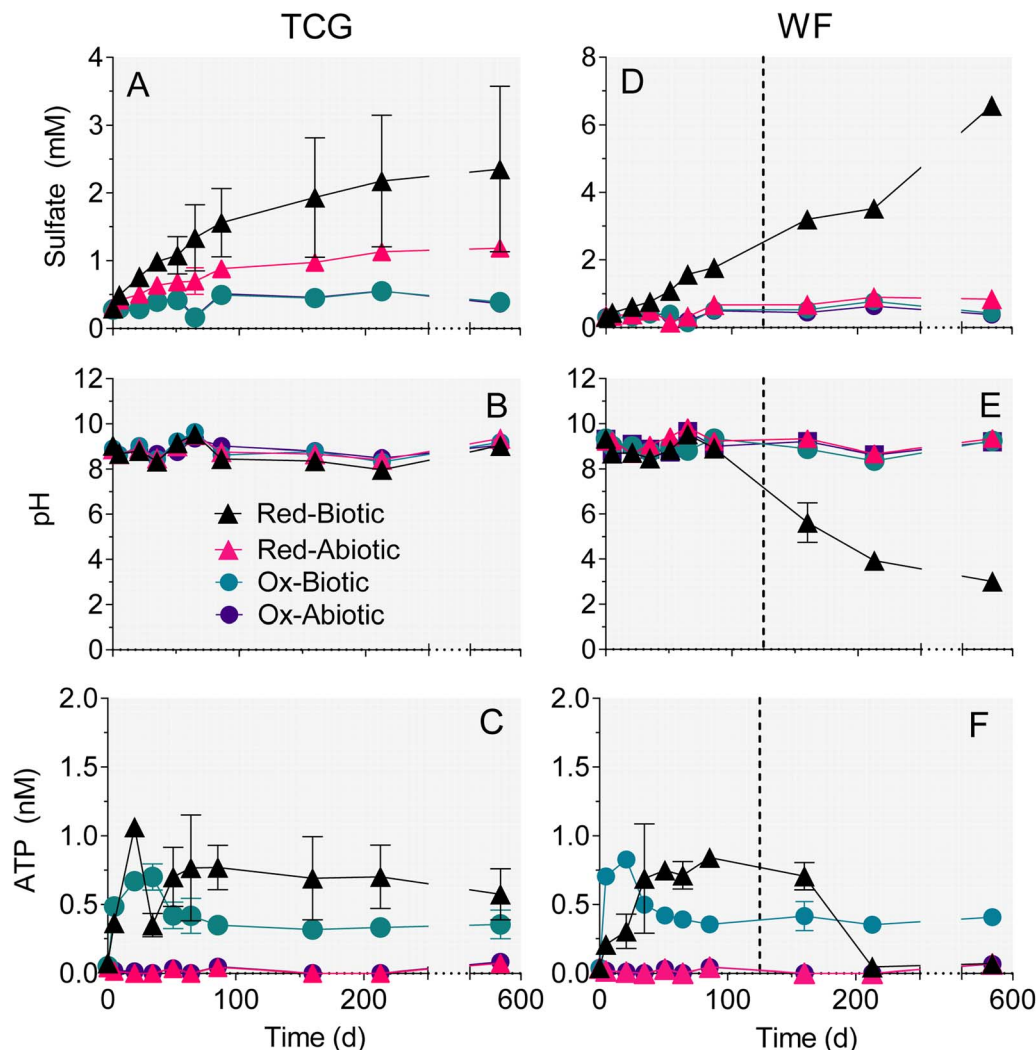 TCG
WF
A
Sulfate (mM)
4
3
2
1
0
D
8
6
4
2
0
B
pH
12
10
8
6
4
2
0
Red-Biotic
Red-Abiotic
Ox-Biotic
Ox-Abiotic
E
12
10
8
6
4
2
0
C
ATP (nM)
2.0
1.5
1.0
0.5
0.0
0
100
200
600
Time (d)
F
2.0
1.5
1.0
0.5
0.0
0
100
200
600
Time (d)